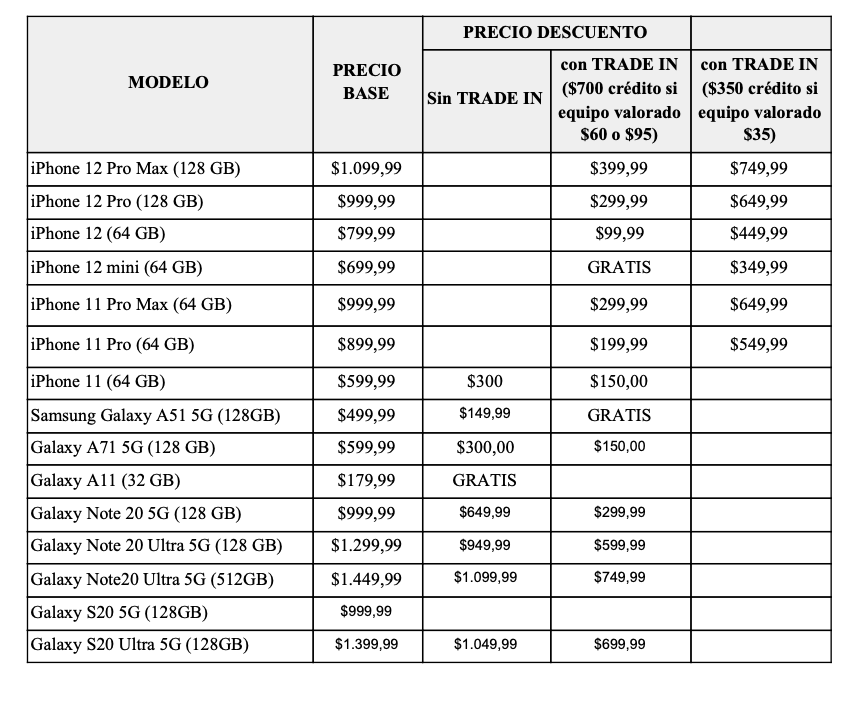 MODELO
PRECIO
BASE
PRECIO DESCUENTO
Sin TRADE IN
con TRADE IN
($700 crédito si
equipo valorado
$60 o $95)
con TRADE IN
($350 crédito si
equipo valorado
$35)
iPhone 12 Pro Max (128 GB) $1.099,99 $399,99 $749,99
iPhone 12 Pro (128 GB) $999,99 $299,99 $649,99
iPhone 12 (64 GB) $799,99 $99,99 $449,99
iPhone 12 mini (64 GB) $699,99 GRATIS $349,99
iPhone 11 Pro Max (64 GB) $999,99 $299,99 $649,99
iPhone 11 Pro (64 GB) $899,99 $199,99 $549,99
iPhone 11 (64 GB) $599,99 $300 $150,00
Samsung Galaxy A51 5G (128GB) $499,99 $149,99 GRATIS
Galaxy A71 5G (128 GB) $599,99 $300,00 $150,00
Galaxy A11 (32 GB) $179,99 GRATIS
Galaxy Note 20 5G (128 GB) $999,99 $649,99 $299,99
Galaxy Note 20 Ultra 5G (128 GB) $1.299,99 $949,99 $599,99
Galaxy Note20 Ultra 5G (512GB) $1.449,99 $1.099,99 $749,99
Galaxy S20 5G (128GB) $999,99
Galaxy S20 Ultra 5G (128GB) $1.399,99 $1.049,99 $699,99